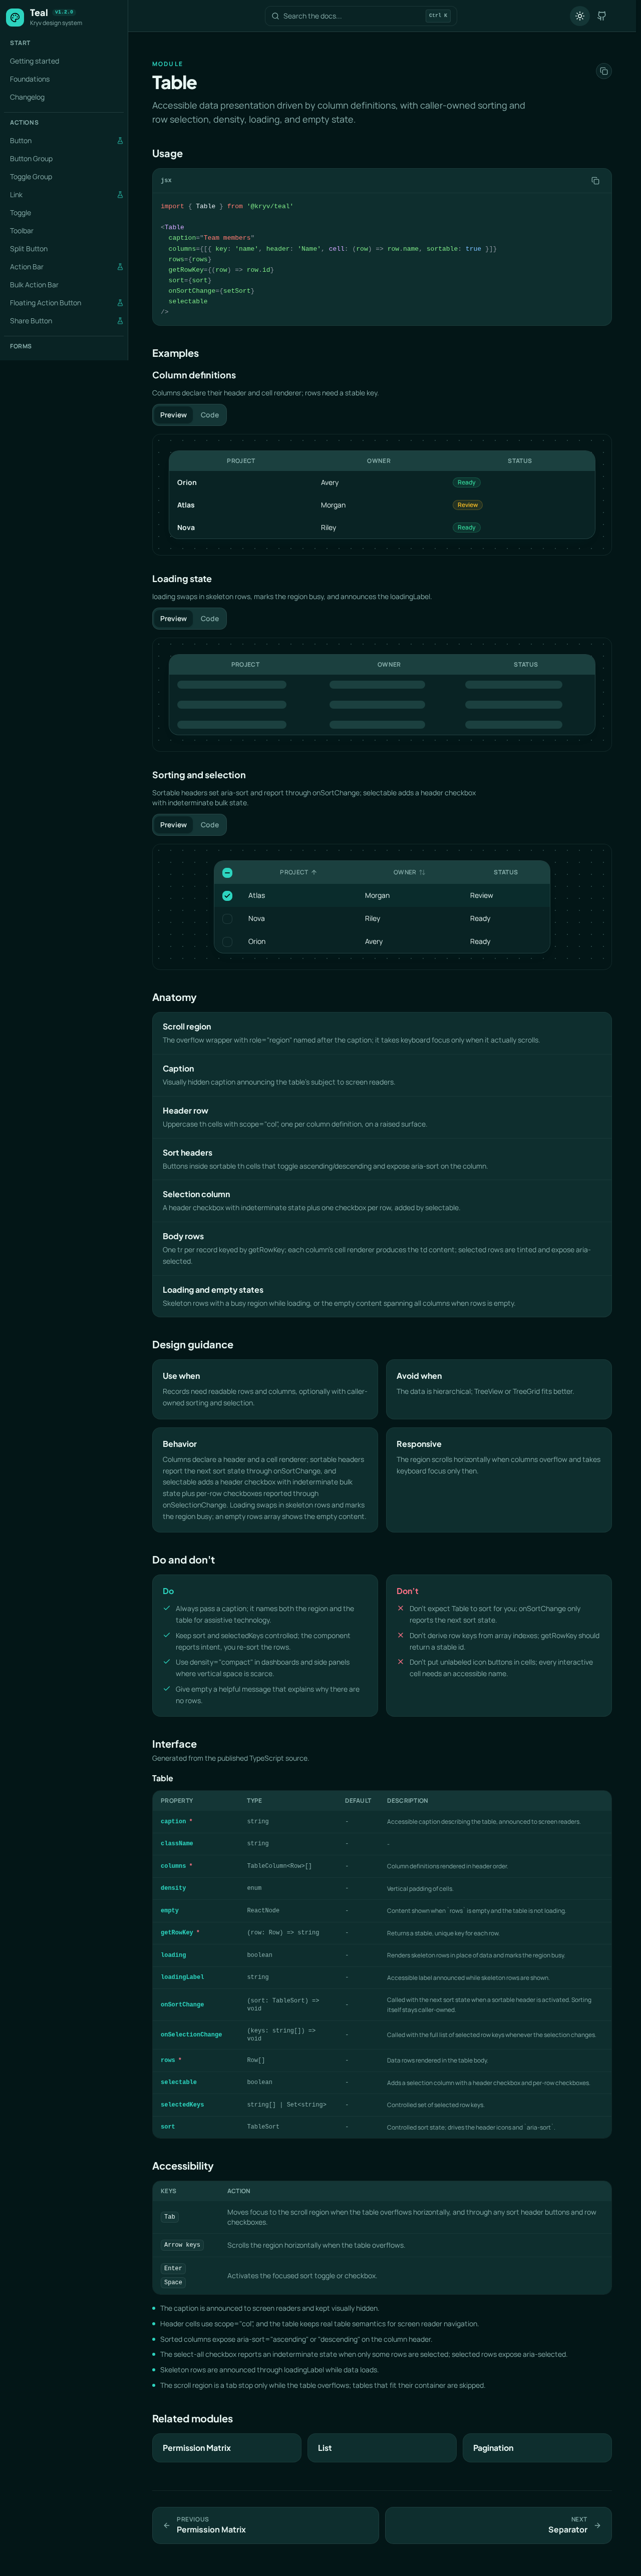 Teal v1.2.0
Kryv design system
Search the docs...
Ctrl K
START
Getting started
Foundations
Changelog
ACTIONS
Button
Button Group
Toggle Group
Link
Toggle
Toolbar
Split Button
Action Bar
Bulk Action Bar
Floating Action Button
Share Button
FORMS
MODULE
Table
Accessible data presentation driven by column definitions, with caller-owned sorting and
row selection, density, loading, and empty state.
Usage
jsx
import { Table } from '@kryv/teal'
<Table
caption="Team members"
columns={[{ key: 'name', header: 'Name', cell: (row) => row.name, sortable: true }]}
rows={rows}
getRowKey={(row) => row.id}
sort={sort}
onSortChange={setSort}
selectable
/>
Examples
Column definitions
Columns declare their header and cell renderer; rows need a stable key.
Preview Code
PROJECT OWNER STATUS
Orion Avery Ready
Atlas Morgan Review
Nova Riley Ready
Loading state
loading swaps in skeleton rows, marks the region busy, and announces the loadingLabel.
Preview Code
PROJECT OWNER STATUS
Sorting and selection
Sortable headers set aria-sort and report through onSortChange; selectable adds a header checkbox
with indeterminate bulk state.
Preview Code
PROJECT OWNER STATUS
Atlas Morgan Review
Nova Riley Ready
Orion Avery Ready
Anatomy
Scroll region
The overflow wrapper with role="region" named after the caption; it takes keyboard focus only when it actually scrolls.
Caption
Visually hidden caption announcing the table's subject to screen readers.
Header row
Uppercase th cells with scope="col", one per column definition, on a raised surface.
Sort headers
Buttons inside sortable th cells that toggle ascending/descending and expose aria-sort on the column.
Selection column
A header checkbox with indeterminate state plus one checkbox per row, added by selectable.
Body rows
One tr per record keyed by getRowKey; each column's cell renderer produces the td content; selected rows are tinted and expose aria-
selected.
Loading and empty states
Skeleton rows with a busy region while loading, or the empty content spanning all columns when rows is empty.
Design guidance
Use when
Records need readable rows and columns, optionally with caller-
owned sorting and selection.
Avoid when
The data is hierarchical; TreeView or TreeGrid fits better.
Behavior
Columns declare a header and a cell renderer; sortable headers
report the next sort state through onSortChange, and
selectable adds a header checkbox with indeterminate bulk
state plus per-row checkboxes reported through
onSelectionChange. Loading swaps in skeleton rows and marks
the region busy; an empty rows array shows the empty content.
Responsive
The region scrolls horizontally when columns overflow and takes
keyboard focus only then.
Do and don't
Do
Always pass a caption; it names both the region and the
table for assistive technology.
Keep sort and selectedKeys controlled; the component
reports intent, you re-sort the rows.
Use density="compact" in dashboards and side panels
where vertical space is scarce.
Give empty a helpful message that explains why there are
no rows.
Don't
Don't expect Table to sort for you; onSortChange only
reports the next sort state.
Don't derive row keys from array indexes; getRowKey should
return a stable id.
Don't put unlabeled icon buttons in cells; every interactive
cell needs an accessible name.
Interface
Generated from the published TypeScript source.
Table
PROPERTY TYPE DEFAULT DESCRIPTION
caption * string - Accessible caption describing the table, announced to screen readers.
className string - -
columns * TableColumn<Row>[] - Column definitions rendered in header order.
density enum - Vertical padding of cells.
empty ReactNode - Content shown when `rows` is empty and the table is not loading.
getRowKey * (row: Row) => string - Returns a stable, unique key for each row.
loading boolean - Renders skeleton rows in place of data and marks the region busy.
loadingLabel string - Accessible label announced while skeleton rows are shown.
onSortChange (sort: TableSort) => void - Called with the next sort state when a sortable header is activated. Sorting
itself stays caller-owned.
onSelectionChange (keys: string[]) => void - Called with the full list of selected row keys whenever the selection changes.
rows * Row[] - Data rows rendered in the table body.
selectable boolean - Adds a selection column with a header checkbox and per-row checkboxes.
selectedKeys string[] | Set<string> - Controlled set of selected row keys.
sort TableSort - Controlled sort state; drives the header icons and `aria-sort`.
Accessibility
KEYS ACTION
Tab Moves focus to the scroll region when the table overflows horizontally, and through any sort header buttons and row
checkboxes.
Arrow keys Scrolls the region horizontally when the table overflows.
Enter
Space
Activates the focused sort toggle or checkbox.
The caption is announced to screen readers and kept visually hidden.
Header cells use scope="col", and the table keeps real table semantics for screen reader navigation.
Sorted columns expose aria-sort="ascending" or "descending" on the column header.
The select-all checkbox reports an indeterminate state when only some rows are selected; selected rows expose aria-selected.
Skeleton rows are announced through loadingLabel while data loads.
The scroll region is a tab stop only while the table overflows; tables that fit their container are skipped.
Related modules
Permission Matrix
List
Pagination
PREVIOUS
Permission Matrix
NEXT
Separator